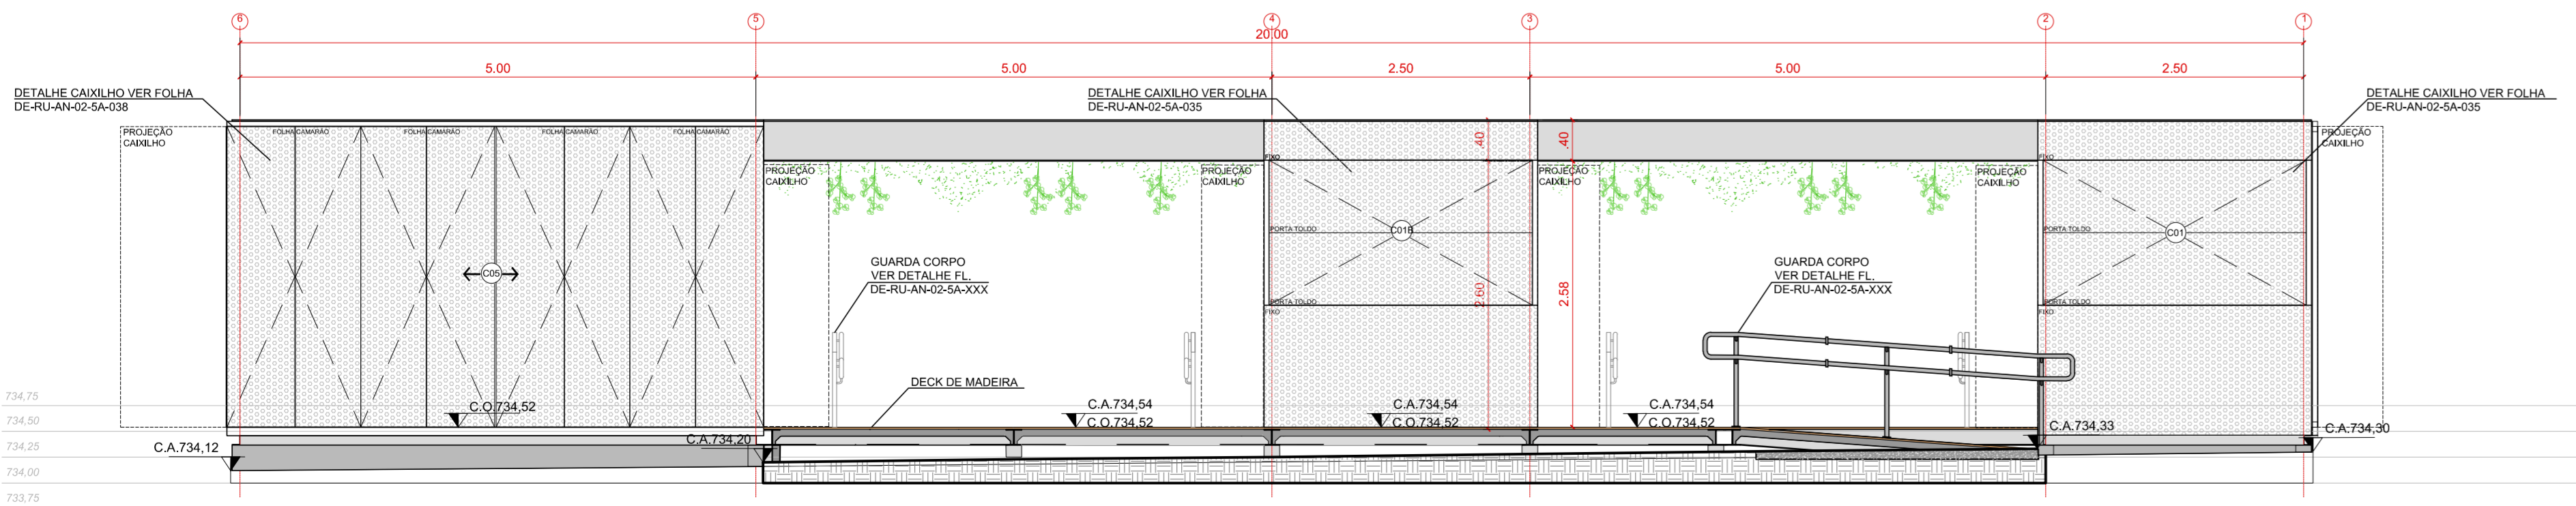 6 5 4 3 2 1
20.00
5.00 5.00 2.50 5.00 2.50
DETALHE CAIXILHO VER FOLHA
DE-RU-AN-02-5A-038
DETALHE CAIXILHO VER FOLHA
DE-RU-AN-02-5A-035
DETALHE CAIXILHO VER FOLHA
DE-RU-AN-02-5A-035
PROJEÇÃO
CAIXILHO
FOLHA CAMARÃO FOLHA CAMARÃO FOLHA CAMARÃO FOLHA CAMARÃO
.40
.40
PROJEÇÃO
CAIXILHO
FIXO
FIXO
PROJEÇÃO
CAIXILHO
PROJEÇÃO
CAIXILHO
PROJEÇÃO
CAIXILHO
PROJEÇÃO
CAIXILHO
PORTA TOLDO
C01B
PORTA TOLDO
C01
GUARDA CORPO
VER DETALHE FL.
DE-RU-AN-02-5A-XXX
GUARDA CORPO
VER DETALHE FL.
DE-RU-AN-02-5A-XXX
C05
2.60
2.58
PORTA TOLDO
FIXO
PORTA TOLDO
FIXO
DECK DE MADEIRA
734,75
734,50
734,25
734,00
733,75
C.O.734,52
C.A.734,54
C.O.734,52
C.A.734,54
C.O.734,52
C.A.734,54
C.O.734,52
C.A.734,33
C.A.734,30
C.A.734,12
C.A.734,20